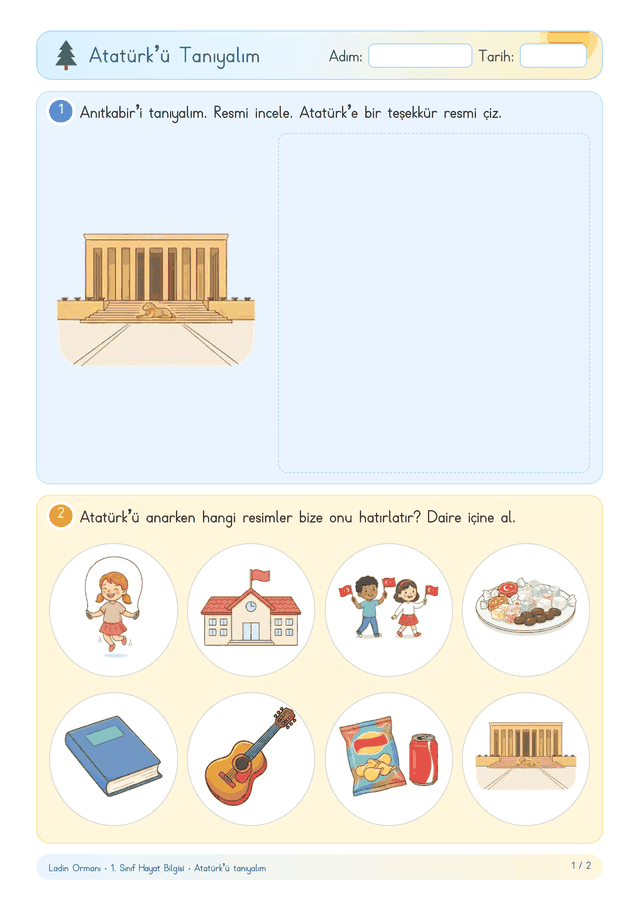 Atatürk'ü Tanıyalım
Adım:
Tarih:
1
Anıtkabir'i tanıyalım. Resmi incele. Atatürk'e bir teşekkür resmi çiz.
2
Atatürk'ü anarken hangi resimler bize onu hatırlatır? Daire içine al.
Ladin Ormanı • 1. Sınıf Hayat Bilgisi • Atatürk'ü tanıyalım
1 / 2